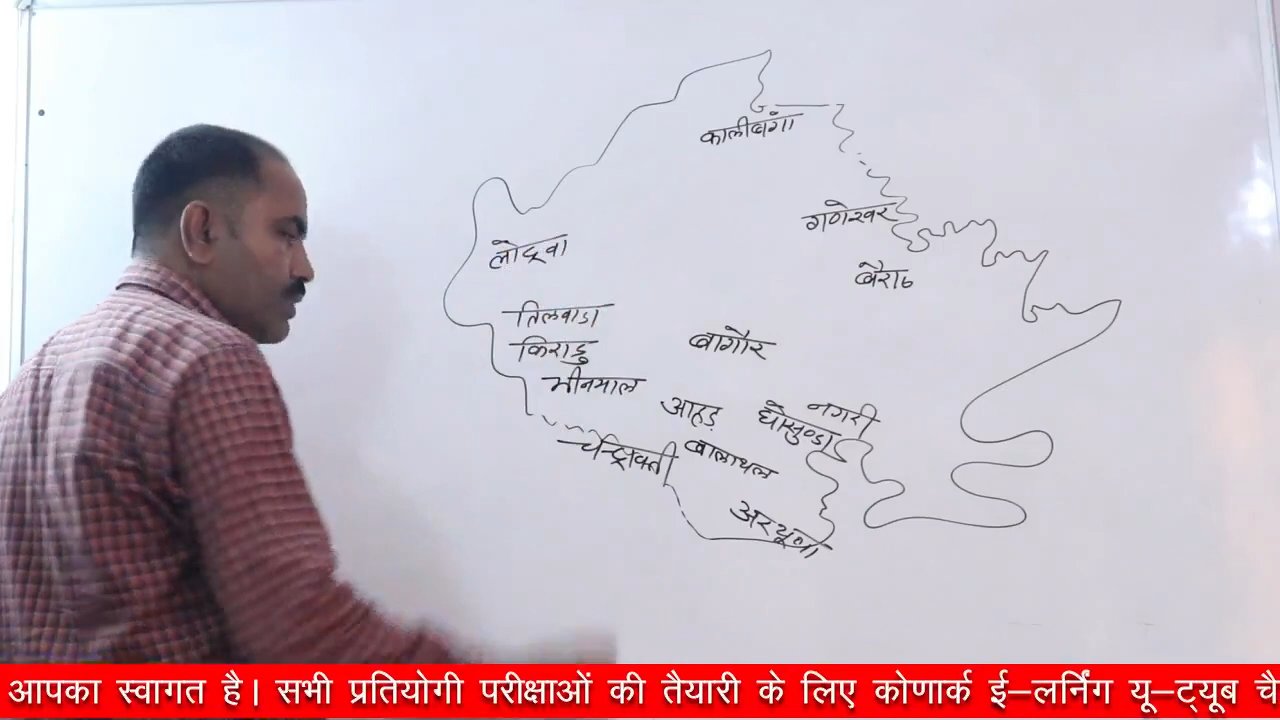 कालीबंगा
गणेश्वर
लोद्रवा
बैराठ
तिलवाडा
किराडु
बागौर
भीनमाल
आहड़
घोसुण्डा
नगरी
चन्द्रावती
बालाथल
अरथूना
आपका स्वागत है। सभी प्रतियोगी परीक्षाओं की तैयारी के लिए कोणार्क ई–लर्निंग यू–ट्यूब चै